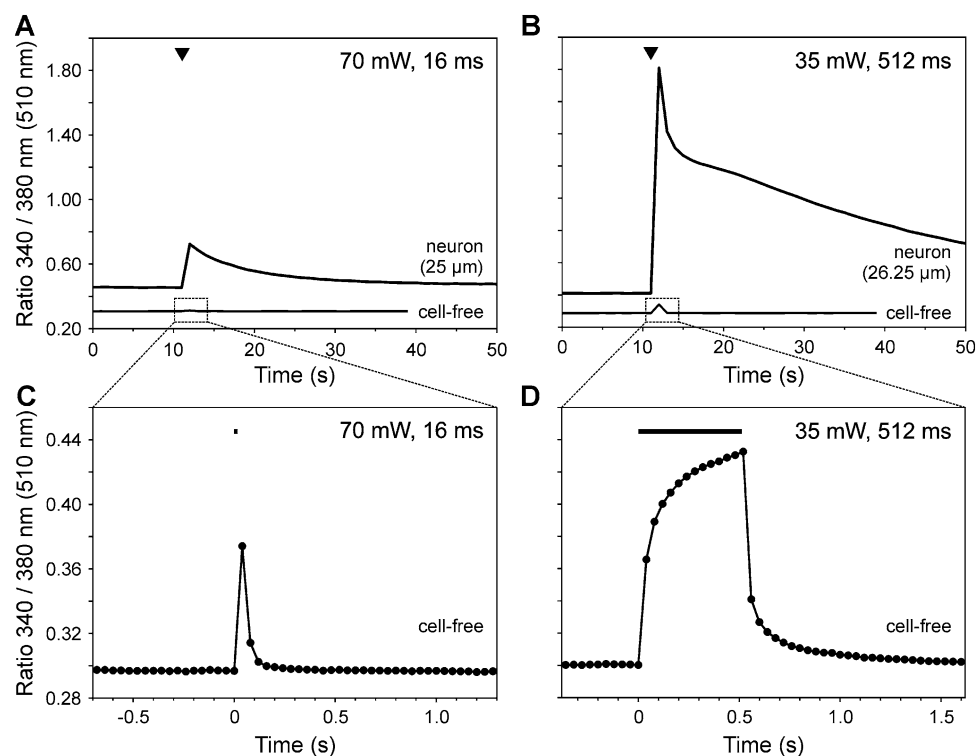 A
70 mW, 16 ms
Ratio 340 / 380 nm (510 nm)
1.80
1.40
1.00
0.60
0.20
neuron
(25 µm)
cell-free
0 10 20 30 40 50
Time (s)
B
35 mW, 512 ms
neuron
(26.25 µm)
cell-free
0 10 20 30 40 50
Time (s)
C
70 mW, 16 ms
Ratio 340 / 380 nm (510 nm)
0.44
0.40
0.36
0.32
0.28
cell-free
-0.5 0 0.5 1.0
Time (s)
D
35 mW, 512 ms
cell-free
0 0.5 1.0 1.5
Time (s)